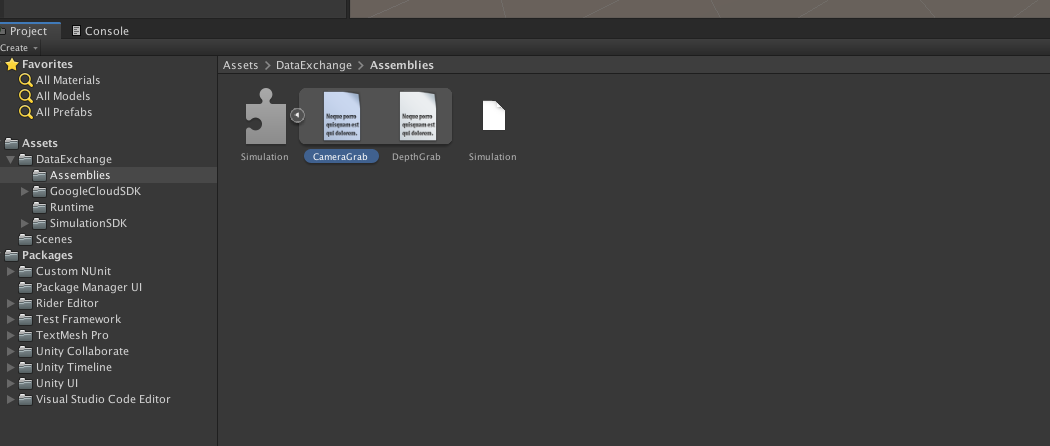 Project
Console
Create
Favorites
All Materials
All Models
All Prefabs
Assets
DataExchange
Assemblies
GoogleCloudSDK
Runtime
SimulationSDK
Scenes
Packages
Custom NUnit
Package Manager UI
Rider Editor
Test Framework
TextMesh Pro
Unity Collaborate
Unity Timeline
Unity UI
Visual Studio Code Editor
Assets > DataExchange > Assemblies
Neque porro
quisquam est
qui dolorem.
Neque porro
quisquam est
qui dolorem.
Simulation
CameraGrab
DepthGrab
Simulation